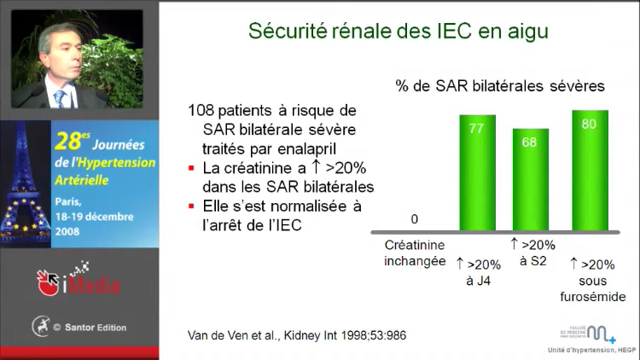 Sécurité rénale des IEC en aigu
% de SAR bilatérales sévères
108 patients à risque de
SAR bilatérale sévère
traités par enalapril
La créatinine a ↑ >20%
dans les SAR bilatérales
Elle s'est normalisée à
l'arrêt de l'IEC
0
77
68
80
Créatinine
inchangée
↑ >20%
à J4
↑ >20%
à S2
↑ >20%
sous
furosémide
Van de Ven et al., Kidney Int 1998;53:986
28es Journées
de l'Hypertension
Artérielle
Paris,
18-19 décembre
2008
iMedia
© Santor Edition
FACULTÉ
DE MÉDECINE
Unité d'hypertension, HEGP